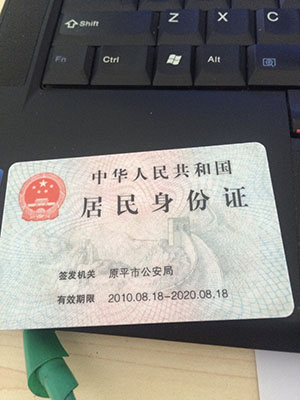 Shift Z X C
Fn Ctrl Alt
中华人民共和国
居民身份证
签发机关 原平市公安局
有效期限 2010.08.18-2020.08.18